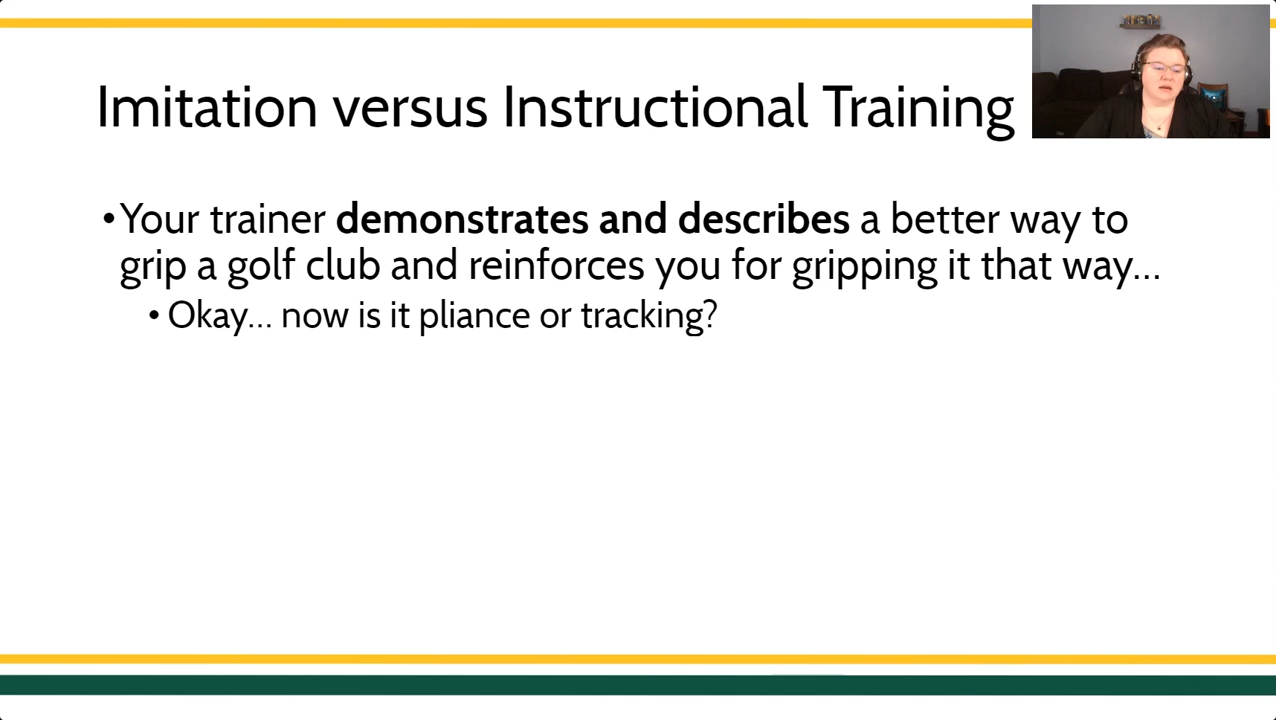 Imitation versus Instructional Training
•Your trainer demonstrates and describes a better way to
grip a golf club and reinforces you for gripping it that way…
• Okay… now is it pliance or tracking?